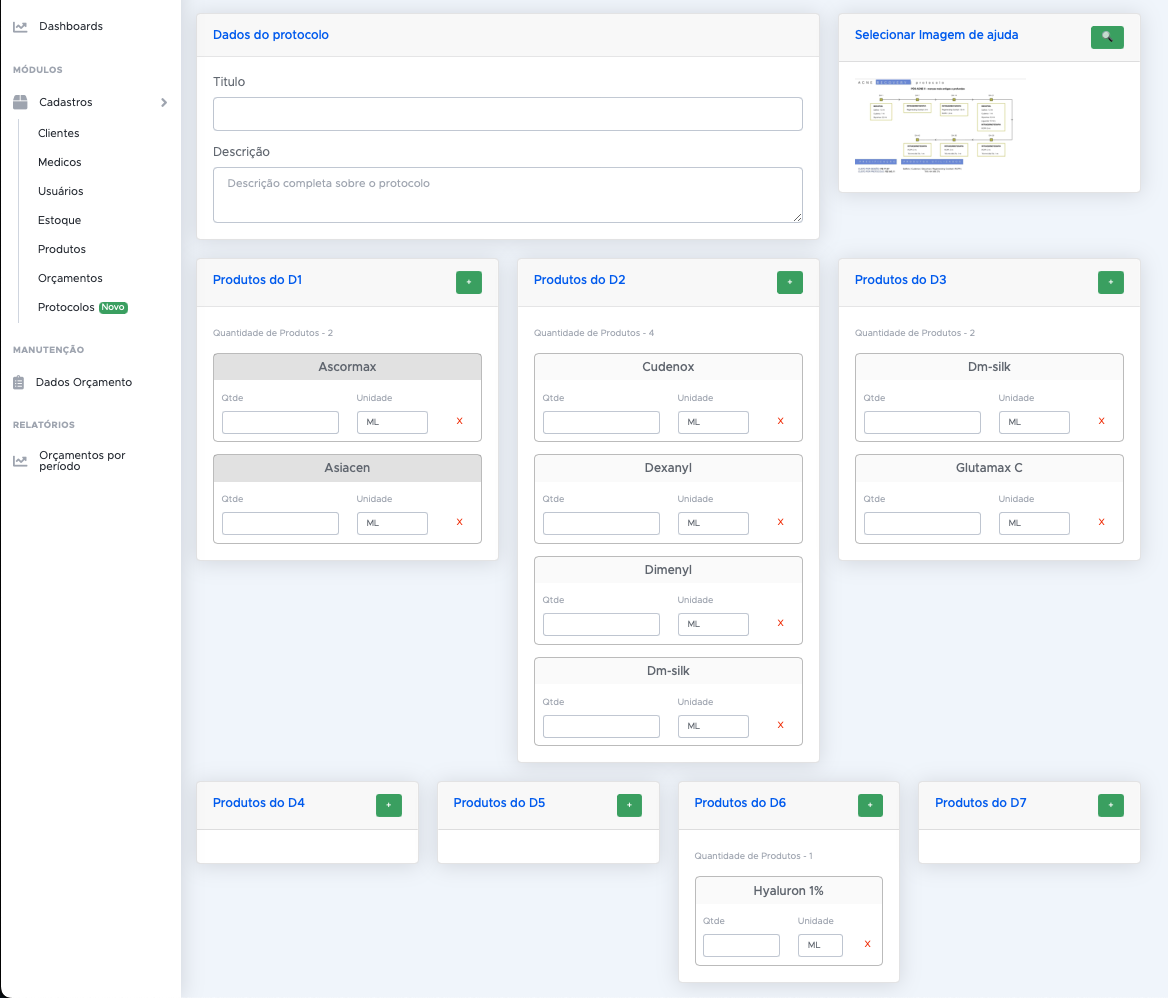 Dashboards
MÓDULOS
Cadastros
Clientes
Medicos
Usuários
Estoque
Produtos
Orçamentos
Protocolos Novo
MANUTENÇÃO
Dados Orçamento
RELATÓRIOS
Orçamentos por
período
Dados do protocolo
Titulo
Descrição
Descrição completa sobre o protocolo
Selecionar Imagem de ajuda
Produtos do D1
+
Quantidade de Produtos - 2
Ascormax
Qtde Unidade
ML X
Asiacen
Qtde Unidade
ML X
Produtos do D2
+
Quantidade de Produtos - 4
Cudenox
Qtde Unidade
ML X
Dexanyl
Qtde Unidade
ML X
Dimenyl
Qtde Unidade
ML X
Dm-silk
Qtde Unidade
ML X
Produtos do D3
+
Quantidade de Produtos - 2
Dm-silk
Qtde Unidade
ML X
Glutamax C
Qtde Unidade
ML X
Produtos do D4
+
Produtos do D5
+
Produtos do D6
+
Quantidade de Produtos - 1
Hyaluron 1%
Qtde Unidade
ML X
Produtos do D7
+